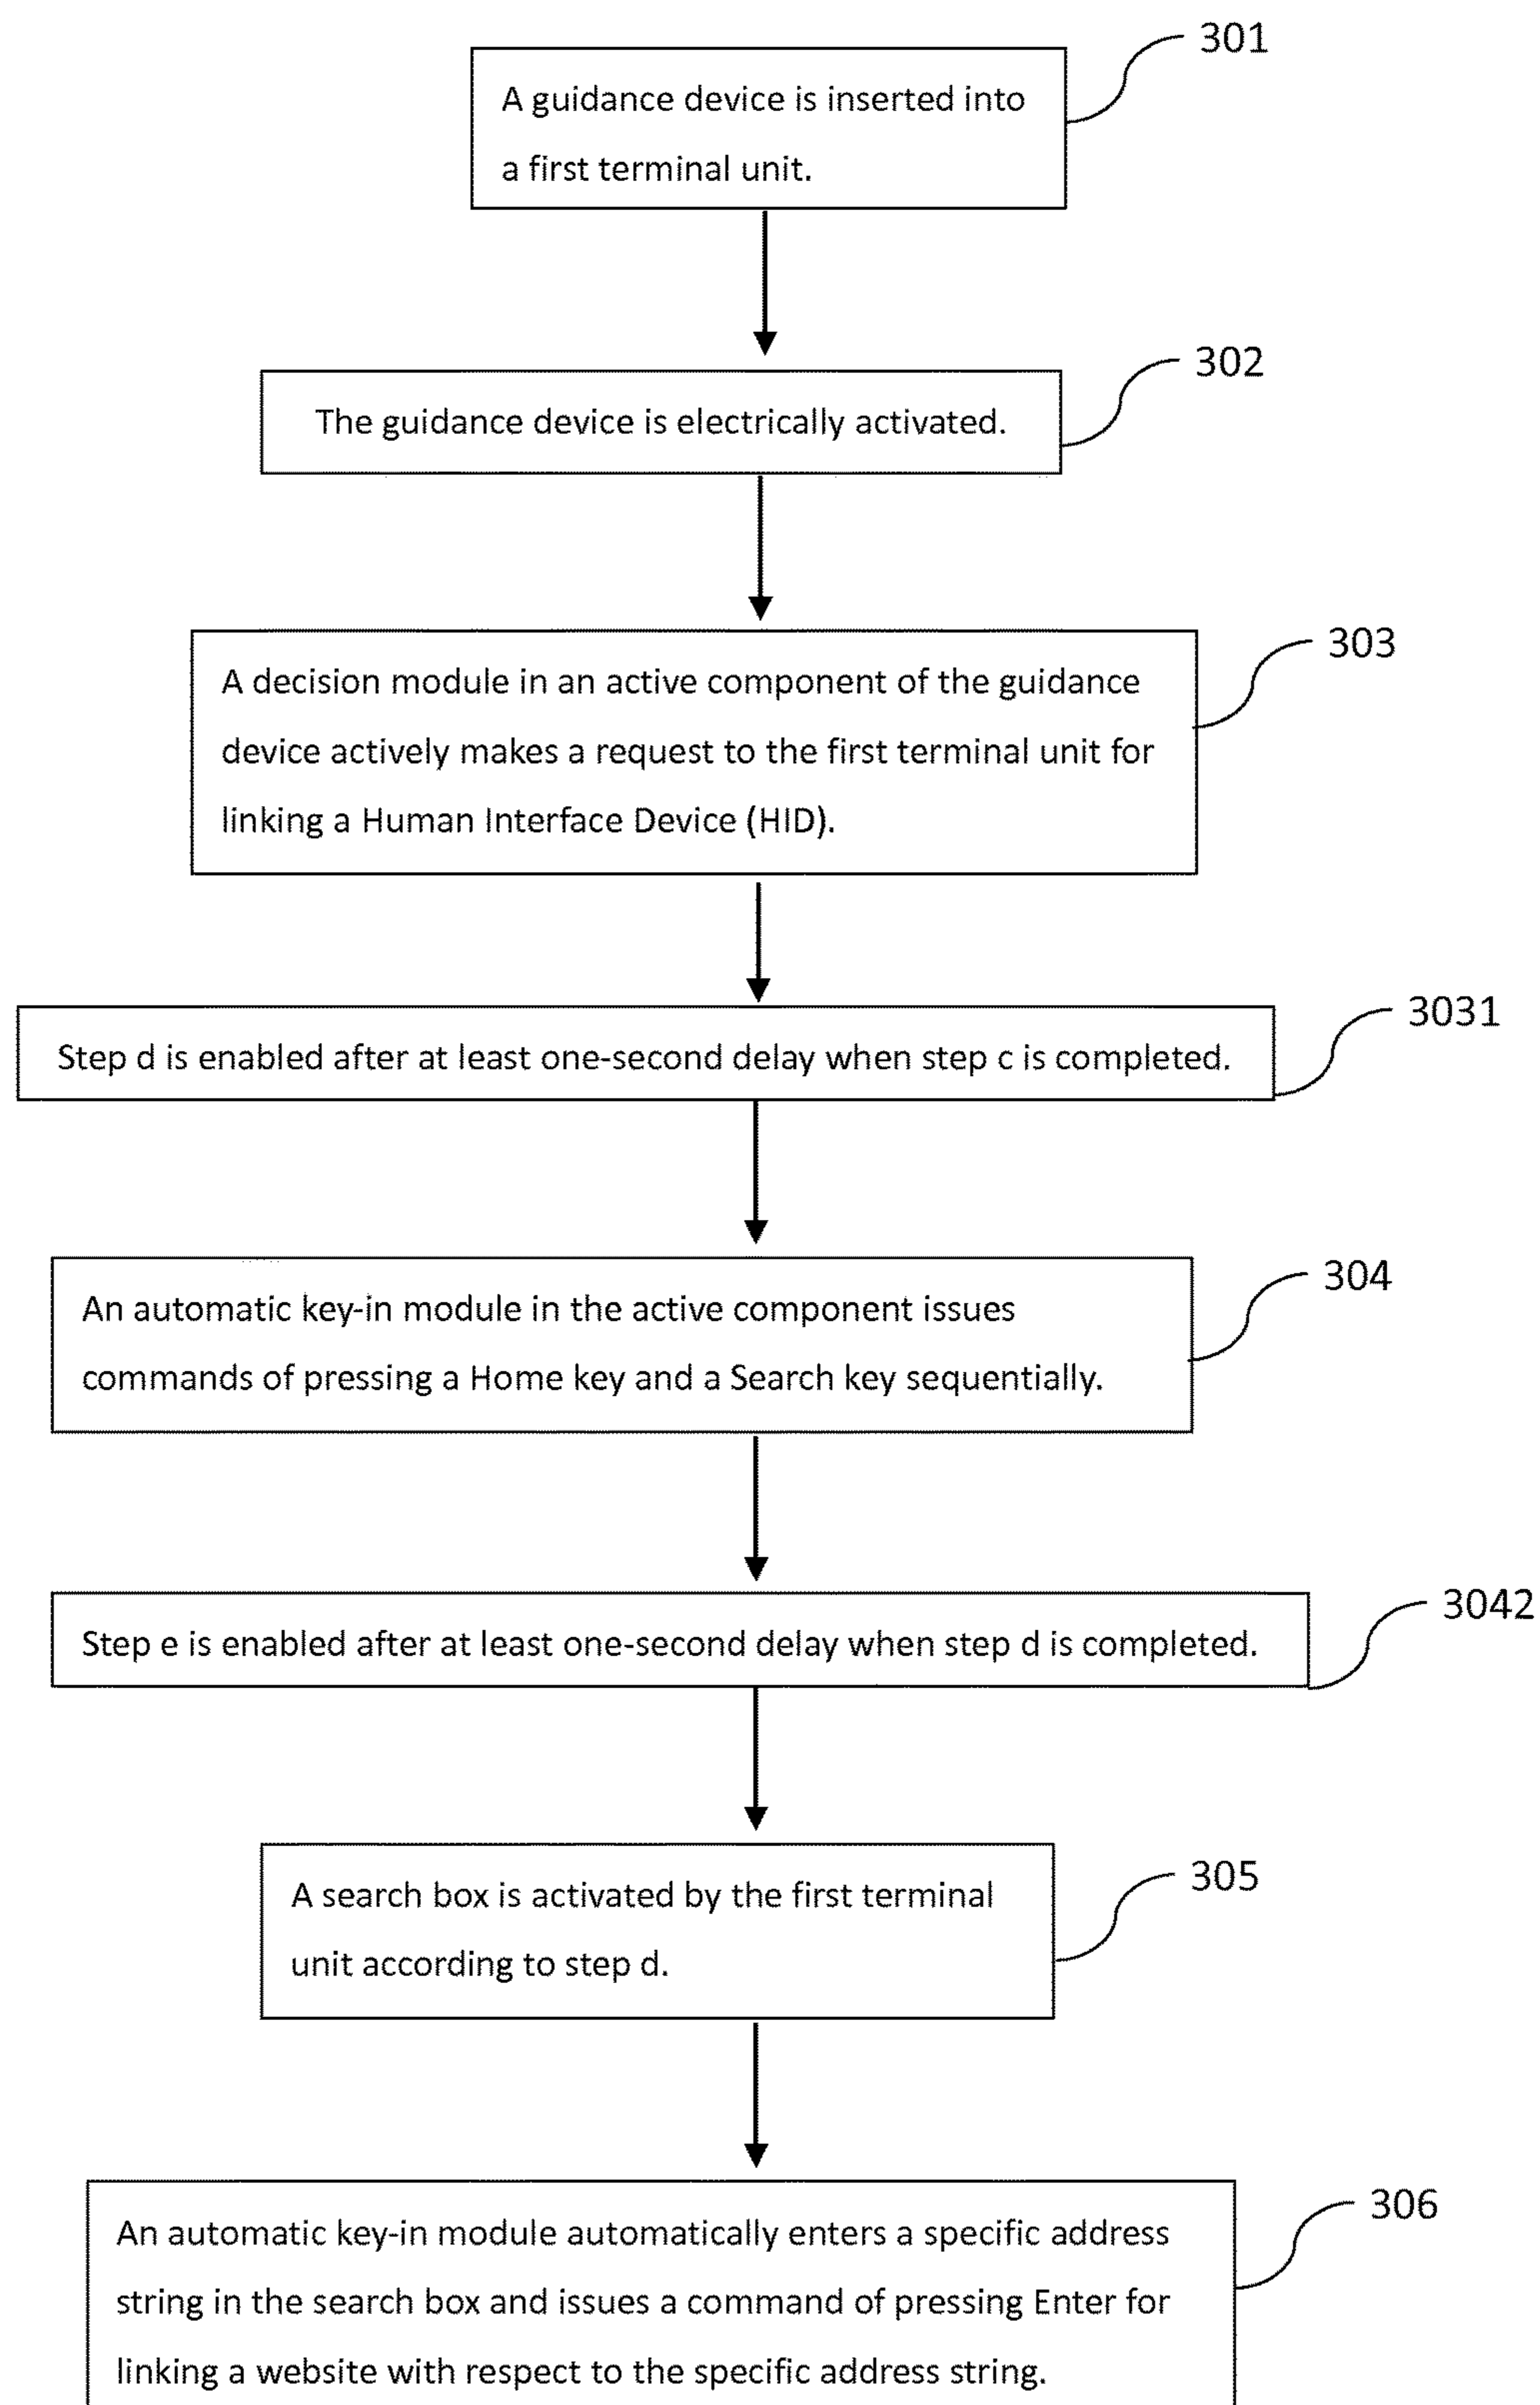 301
A guidance device is inserted into
a first terminal unit.
302
The guidance device is electrically activated.
303
A decision module in an active component of the guidance
device actively makes a request to the first terminal unit for
linking a Human Interface Device (HID).
3031
Step d is enabled after at least one-second delay when step c is completed.
304
An automatic key-in module in the active component issues
commands of pressing a Home key and a Search key sequentially.
3042
Step e is enabled after at least one-second delay when step d is completed.
305
A search box is activated by the first terminal
unit according to step d.
306
An automatic key-in module automatically enters a specific address
string in the search box and issues a command of pressing Enter for
linking a website with respect to the specific address string.